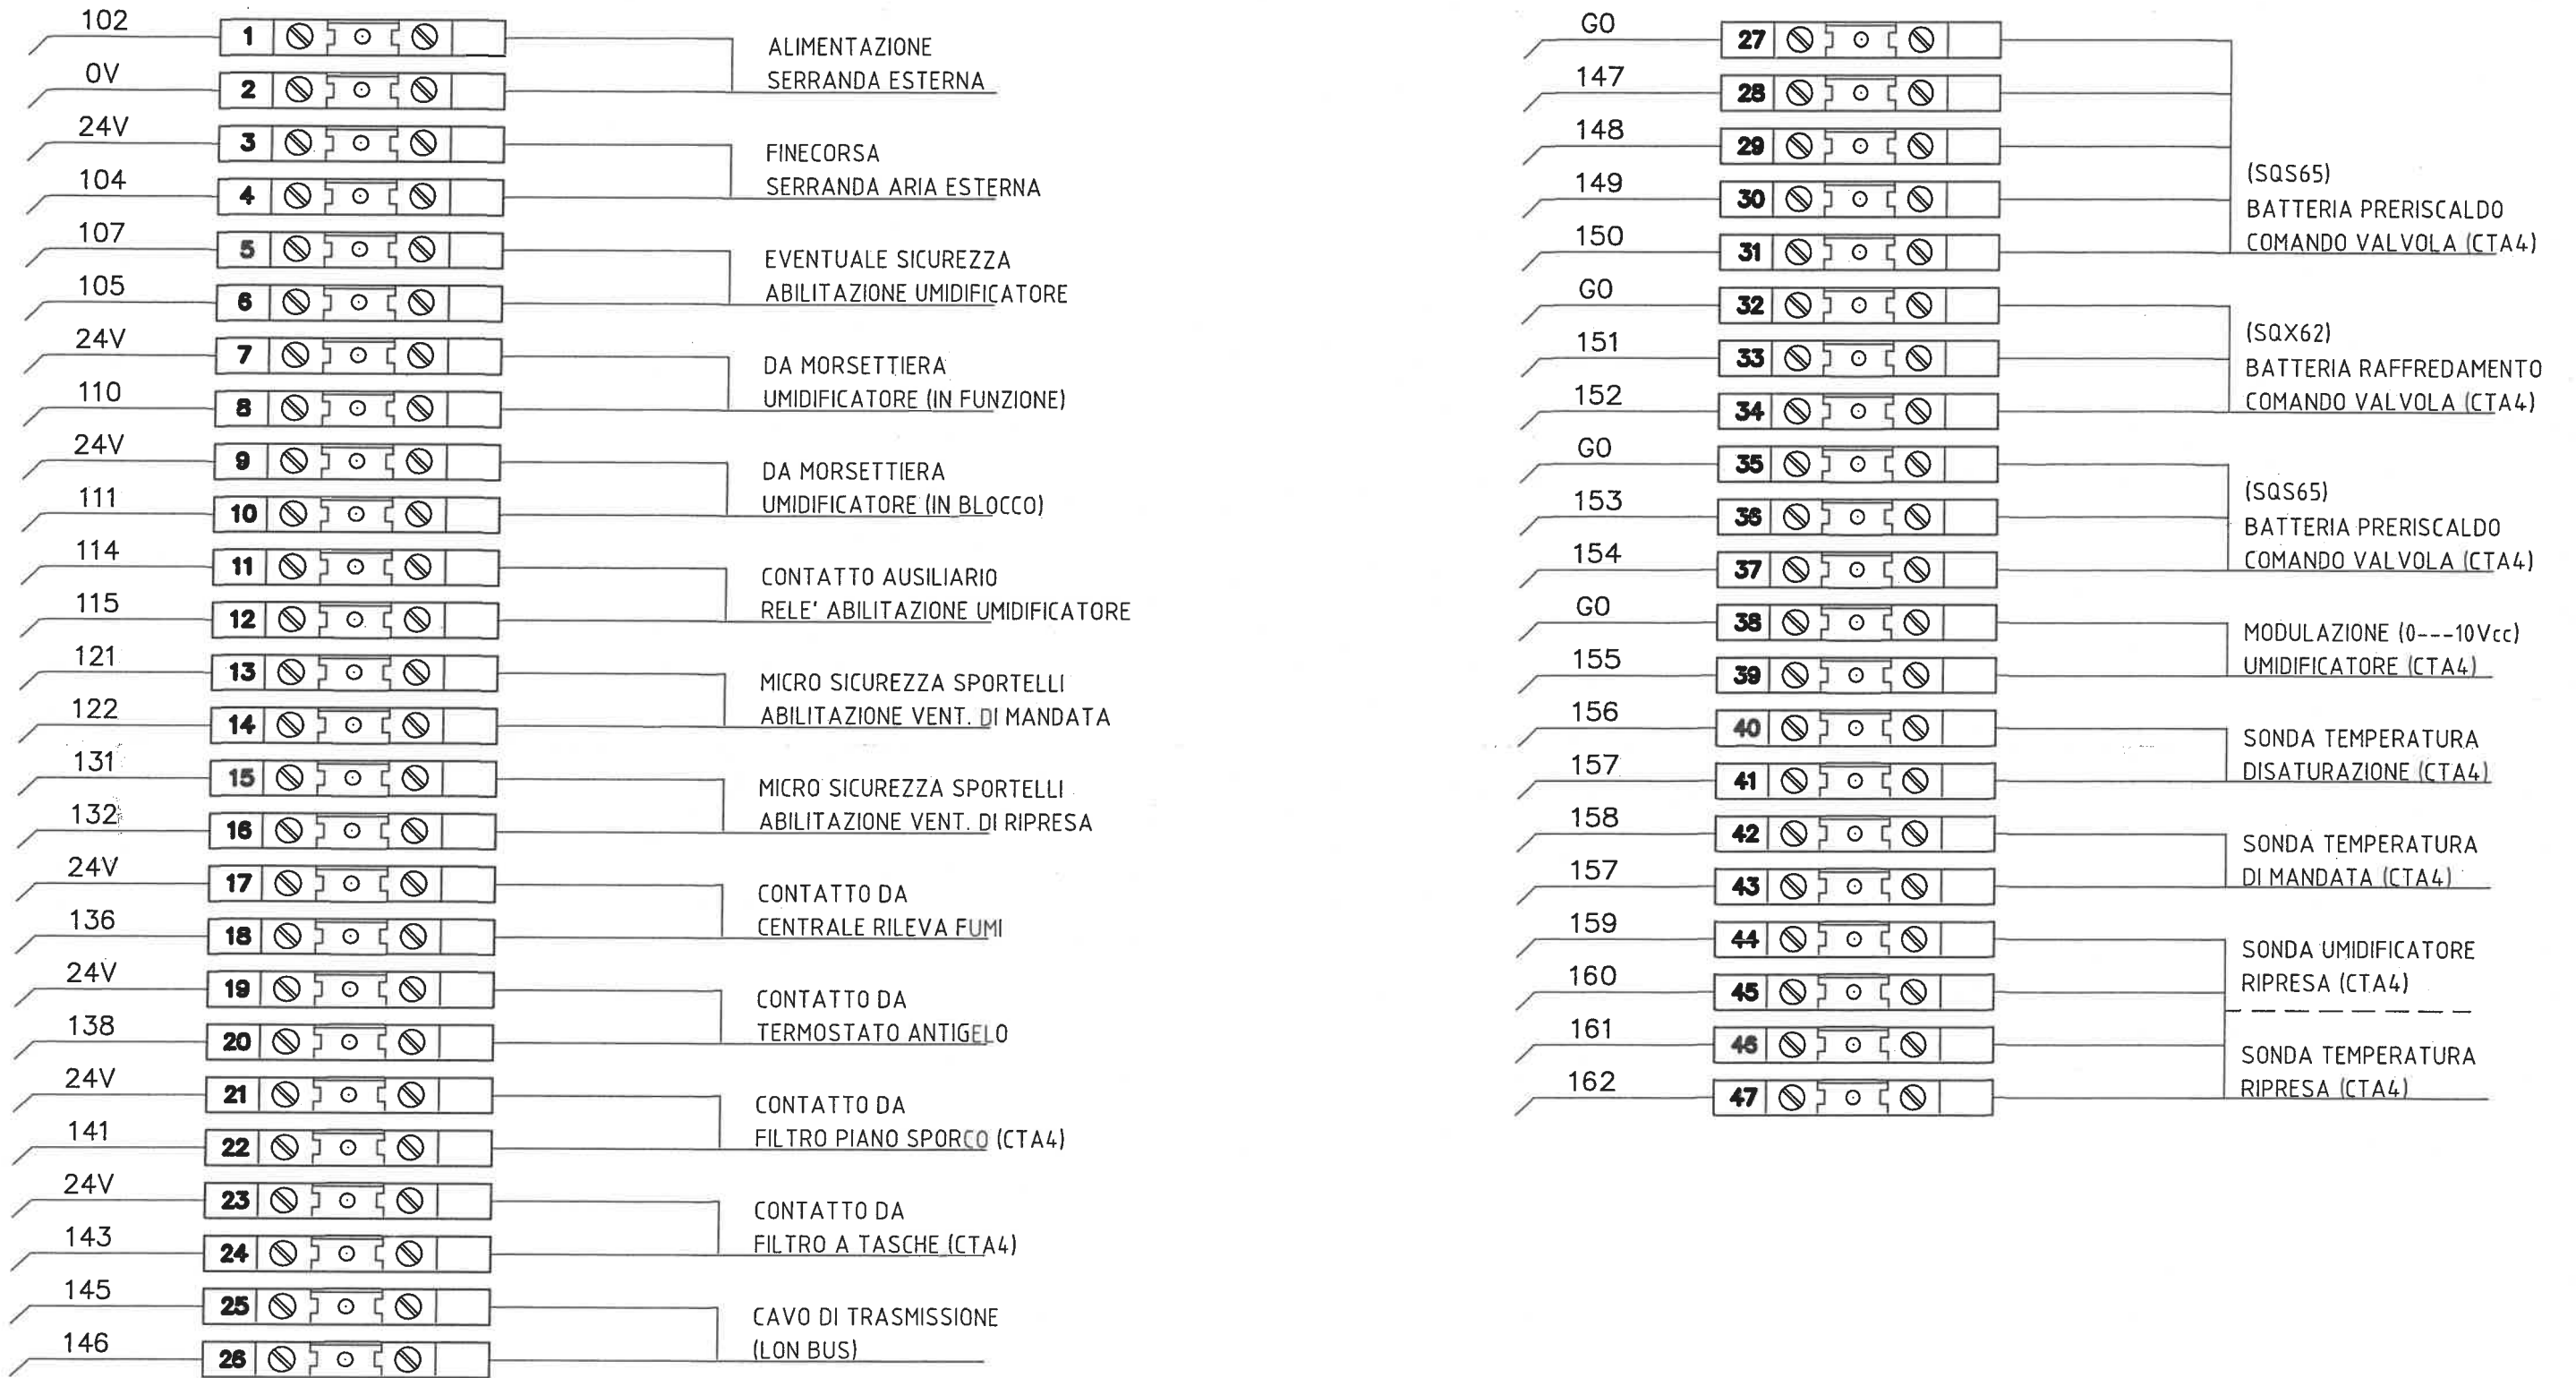 102
1
0V
2
ALIMENTAZIONE
SERRANDA ESTERNA
24V
3
104
4
FINECORSA
SERRANDA ARIA ESTERNA
107
5
105
6
EVENTUALE SICUREZZA
ABILITAZIONE UMIDIFICATORE
24V
7
110
8
DA MORSETTIERA
UMIDIFICATORE (IN FUNZIONE)
24V
9
111
10
DA MORSETTIERA
UMIDIFICATORE (IN BLOCCO)
114
11
115
12
CONTATTO AUSILIARIO
RELE' ABILITAZIONE UMIDIFICATORE
121
13
122
14
MICRO SICUREZZA SPORTELLI
ABILITAZIONE VENT. DI MANDATA
131
15
132
16
MICRO SICUREZZA SPORTELLI
ABILITAZIONE VENT. DI RIPRESA
24V
17
136
18
CONTATTO DA
CENTRALE RILEVA FUMI
24V
19
138
20
CONTATTO DA
TERMOSTATO ANTIGELO
24V
21
141
22
CONTATTO DA
FILTRO PIANO SPORCO (CTA4)
24V
23
143
24
CONTATTO DA
FILTRO A TASCHE (CTA4)
145
25
146
26
CAVO DI TRASMISSIONE
(LON BUS)
G0
27
147
28
148
29
149
30
150
31
(SQS65)
BATTERIA PRERISCALDO
COMANDO VALVOLA (CTA4)
G0
32
151
33
152
34
(SQX62)
BATTERIA RAFFREDAMENTO
COMANDO VALVOLA (CTA4)
G0
35
153
36
154
37
(SQS65)
BATTERIA PRERISCALDO
COMANDO VALVOLA (CTA4)
G0
38
155
39
MODULAZIONE (0---10Vcc)
UMIDIFICATORE (CTA4)
156
40
157
41
SONDA TEMPERATURA
DISATURAZIONE (CTA4)
158
42
157
43
SONDA TEMPERATURA
DI MANDATA (CTA4)
159
44
160
45
SONDA UMIDIFICATORE
RIPRESA (CTA4)
161
46
162
47
SONDA TEMPERATURA
RIPRESA (CTA4)